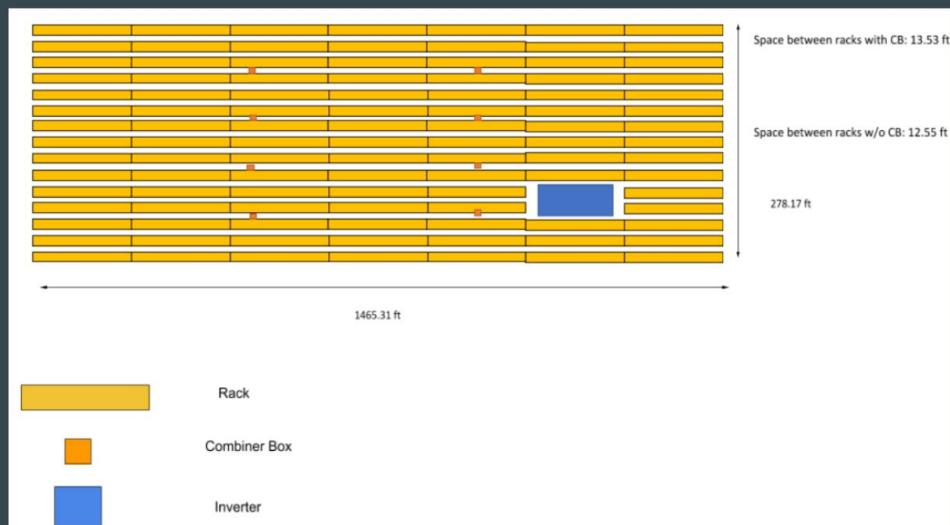 Space between racks with CB: 13.53 ft
Space between racks w/o CB: 12.55 ft
278.17 ft
1465.31 ft
Rack
Combiner Box
Inverter